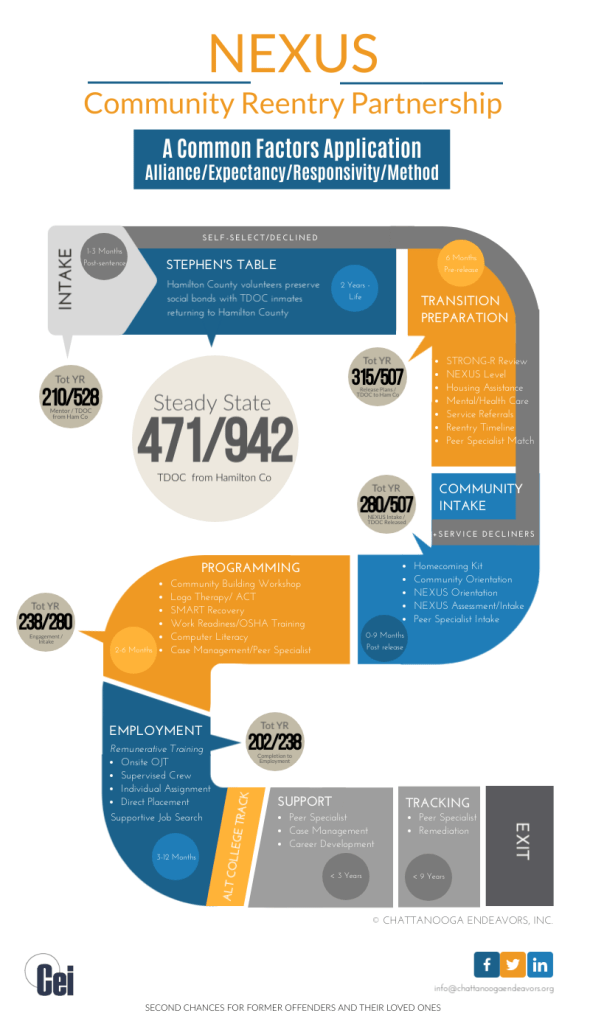 NEXUS
Community Reentry Partnership
A Common Factors Application
Alliance/Expectancy/Responsivity/Method
SELF-SELECT/DECLINED
INTAKE
1-3 Months
Post-sentence
STEPHEN'S TABLE
Hamilton County volunteers preserve
social bonds with TDOC inmates
returning to Hamilton County
2 Years -
Life
6 Months
Pre-release
TRANSITION
PREPARATION
STRONG-R Review
NEXUS Level
Housing Assistance
Mental/Health Care
Service Referrals
Reentry Timeline
Peer Specialist Match
Tot YR
210/528
Mentor / TDOC
from Ham Co
Steady State
471/942
TDOC from Hamilton Co
Tot YR
315/507
Release Plans /
TDOC to Ham Co
Tot YR
280/507
NEXUS Intake /
TDOC Released
COMMUNITY
INTAKE
+SERVICE DECLINERS
Homecoming Kit
Community Orientation
NEXUS Orientation
NEXUS Assessment/Intake
Peer Specialist Intake
0-9 Months
Post release
PROGRAMMING
Community Building Workshop
Logo Therapy/ ACT
SMART Recovery
Work Readiness/OSHA Training
Computer Literacy
Case Management/Peer Specialist
2-6 Months
Tot YR
238/280
Engagement /
Intake
EMPLOYMENT
Remunerative Training
Onsite OJT
Supervised Crew
Individual Assignment
Direct Placement
Supportive Job Search
3-12 Months
Tot YR
202/238
Completion to
Employment
ALT COLLEGE TRACK
SUPPORT
Peer Specialist
Case Management
Career Development
< 3 Years
TRACKING
Peer Specialist
Remediation
< 9 Years
EXIT
© CHATTANOOGA ENDEAVORS, INC.
Cei
f in
info@chattanoogaendeavors.org
SECOND CHANCES FOR FORMER OFFENDERS AND THEIR LOVED ONES